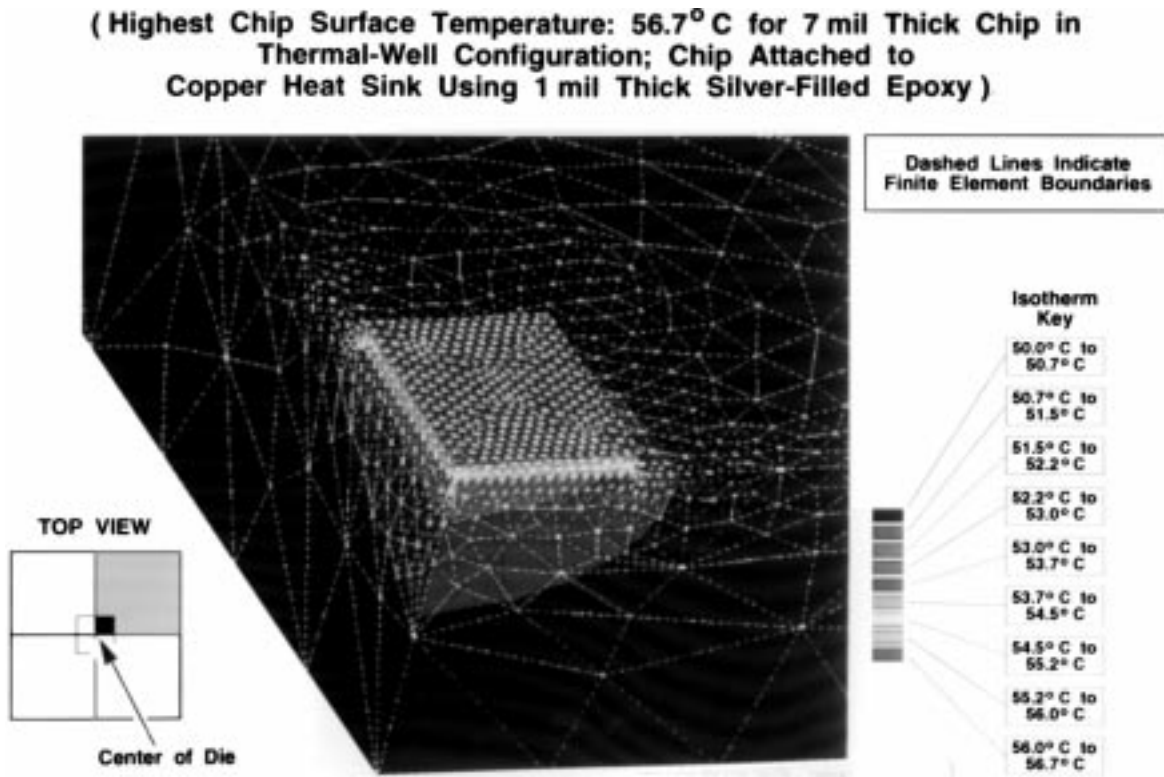 ( Highest Chip Surface Temperature: 56.7° C for 7 mil Thick Chip in
Thermal-Well Configuration; Chip Attached to
Copper Heat Sink Using 1 mil Thick Silver-Filled Epoxy )
Dashed Lines Indicate
Finite Element Boundaries
Isotherm
Key
50.0° C to
50.7° C
50.7° C to
51.5° C
51.5° C to
52.2° C
52.2° C to
53.0° C
53.0° C to
53.7° C
53.7° C to
54.5° C
54.5° C to
55.2° C
55.2° C to
56.0° C
56.0° C to
56.7° C
TOP VIEW
Center of Die